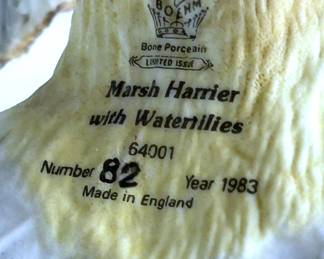 BOEHM
Bone Porcelain
LIMITED ISSUE
Marsh Harrier
with Waterlilies
64001
Number 82 Year 1983
Made in England